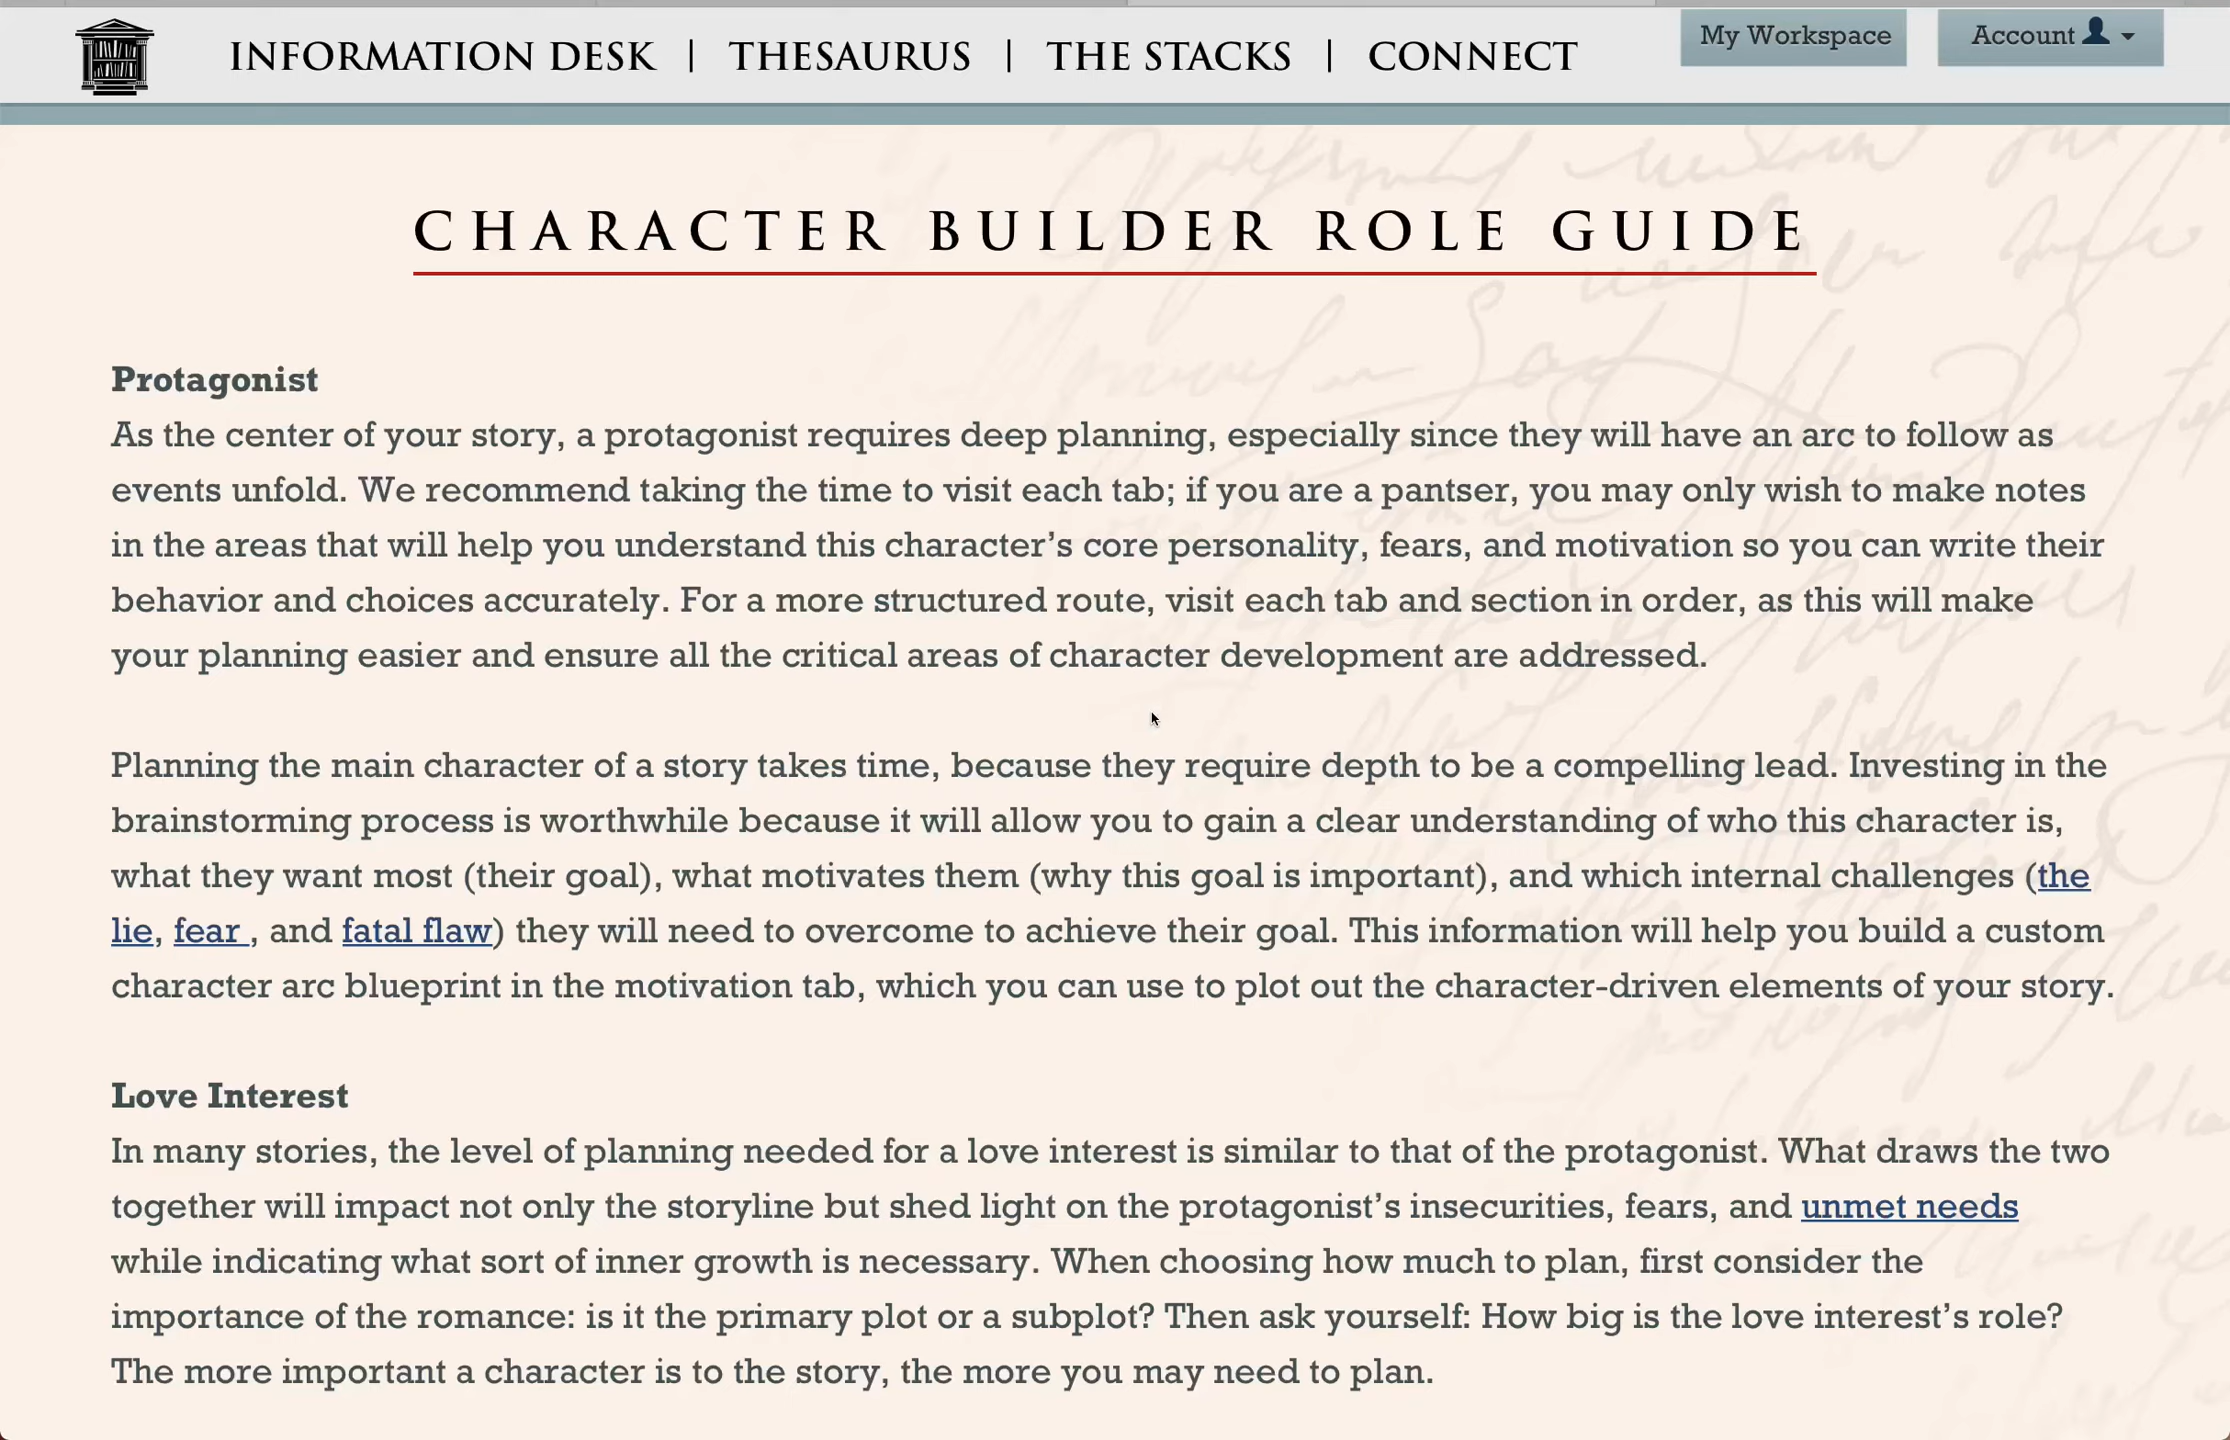 INFORMATION DESK | THESAURUS | THE STACKS | CONNECT
My Workspace
Account
CHARACTER BUILDER ROLE GUIDE
Protagonist
As the center of your story, a protagonist requires deep planning, especially since they will have an arc to follow as
events unfold. We recommend taking the time to visit each tab; if you are a pantser, you may only wish to make notes
in the areas that will help you understand this character’s core personality, fears, and motivation so you can write their
behavior and choices accurately. For a more structured route, visit each tab and section in order, as this will make
your planning easier and ensure all the critical areas of character development are addressed.
Planning the main character of a story takes time, because they require depth to be a compelling lead. Investing in the
brainstorming process is worthwhile because it will allow you to gain a clear understanding of who this character is,
what they want most (their goal), what motivates them (why this goal is important), and which internal challenges (the
lie, fear , and fatal flaw) they will need to overcome to achieve their goal. This information will help you build a custom
character arc blueprint in the motivation tab, which you can use to plot out the character-driven elements of your story.
Love Interest
In many stories, the level of planning needed for a love interest is similar to that of the protagonist. What draws the two
together will impact not only the storyline but shed light on the protagonist’s insecurities, fears, and unmet needs
while indicating what sort of inner growth is necessary. When choosing how much to plan, first consider the
importance of the romance: is it the primary plot or a subplot? Then ask yourself: How big is the love interest’s role?
The more important a character is to the story, the more you may need to plan.